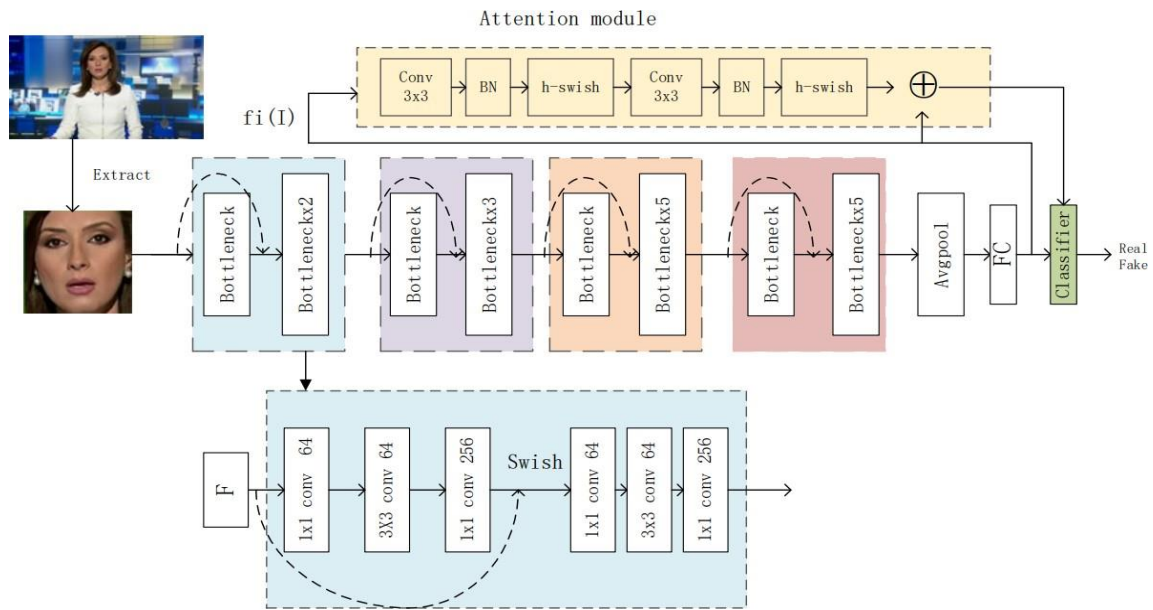 Attention module
Conv
3x3
BN
h-swish
Conv
3x3
BN
h-swish
fi(I)
Extract
Bottleneck
Bottleneckx2
Bottleneck
Bottleneckx3
Bottleneck
Bottleneckx5
Bottleneck
Bottleneckx5
Avgpool
FC
Classifier
Real
Fake
F
1x1 conv 64
3X3 conv 64
1x1 conv 256
Swish
1x1 conv 64
3x3 conv 64
1x1 conv 256